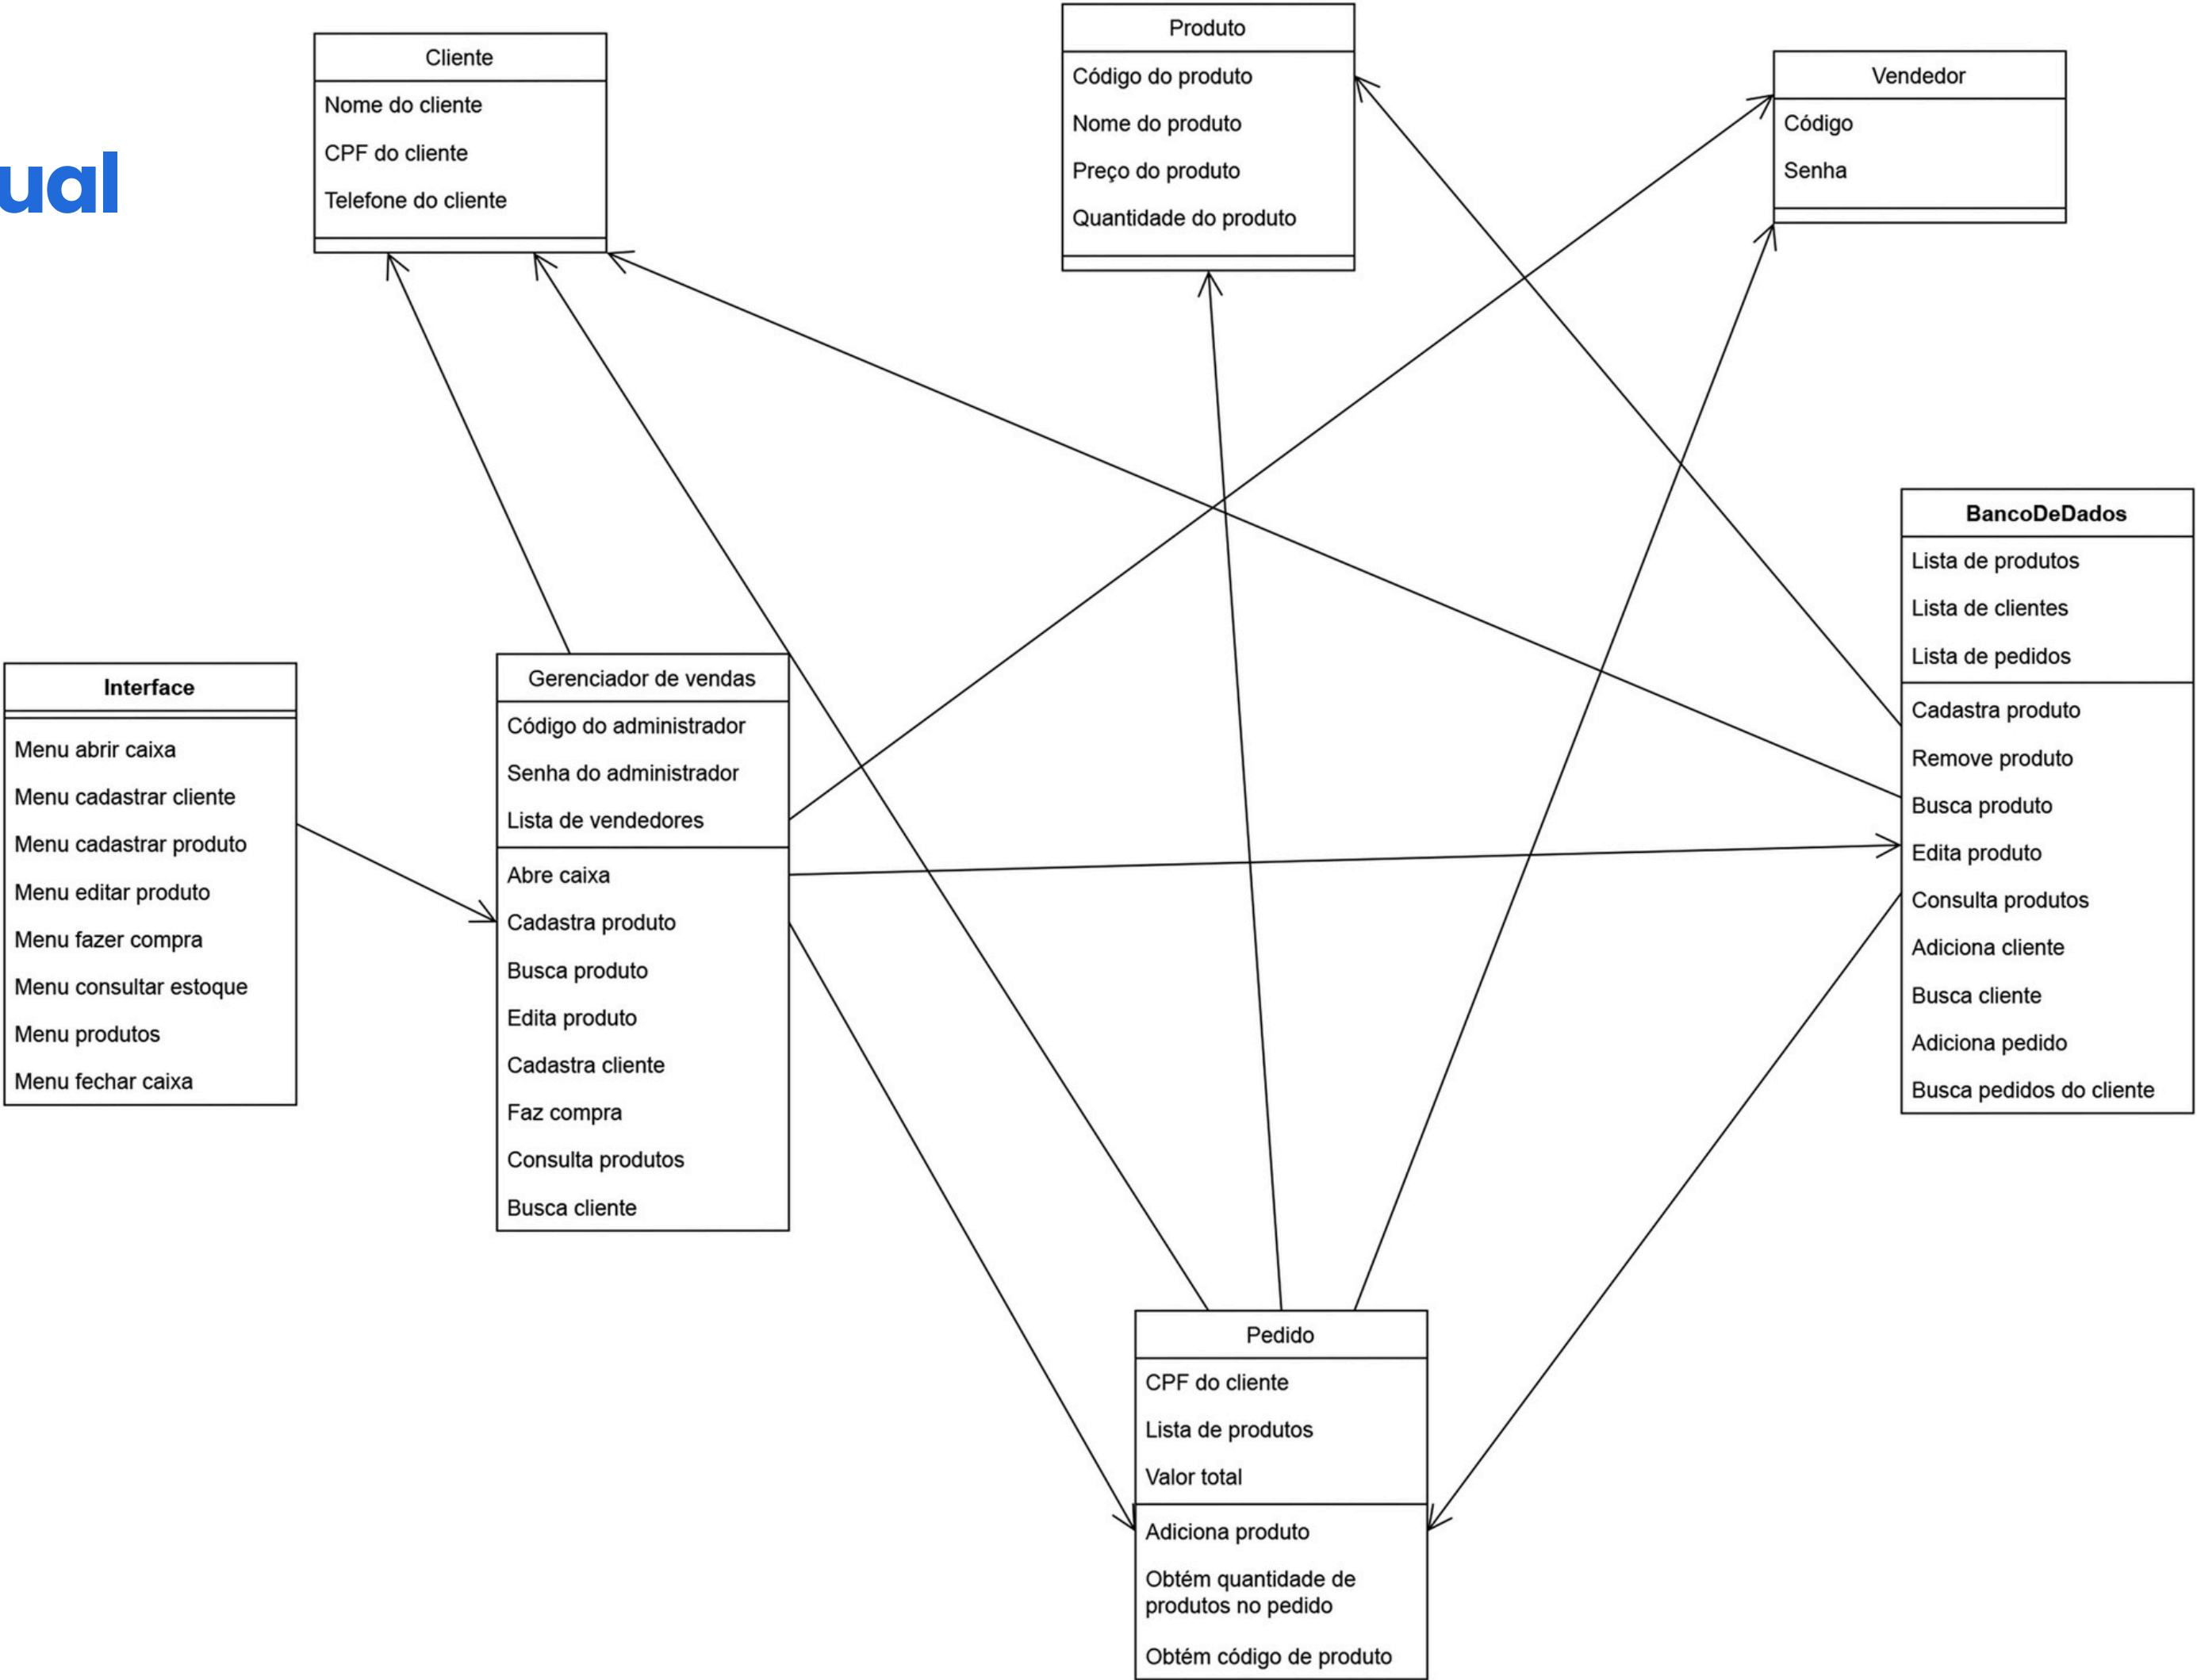 ual
Cliente
Nome do cliente
CPF do cliente
Telefone do cliente
Produto
Código do produto
Nome do produto
Preço do produto
Quantidade do produto
Vendedor
Código
Senha
BancoDeDados
Lista de produtos
Lista de clientes
Lista de pedidos
Cadastra produto
Remove produto
Busca produto
Edita produto
Consulta produtos
Adiciona cliente
Busca cliente
Adiciona pedido
Busca pedidos do cliente
Interface
Menu abrir caixa
Menu cadastrar cliente
Menu cadastrar produto
Menu editar produto
Menu fazer compra
Menu consultar estoque
Menu produtos
Menu fechar caixa
Gerenciador de vendas
Código do administrador
Senha do administrador
Lista de vendedores
Abre caixa
Cadastra produto
Busca produto
Edita produto
Cadastra cliente
Faz compra
Consulta produtos
Busca cliente
Pedido
CPF do cliente
Lista de produtos
Valor total
Adiciona produto
Obtém quantidade de
produtos no pedido
Obtém código de produto